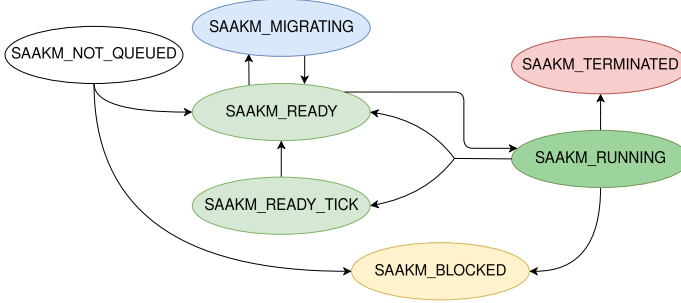 SAAKM_MIGRATING
SAAKM_NOT_QUEUED
SAAKM_TERMINATED
SAAKM_READY
SAAKM_RUNNING
SAAKM_READY_TICK
SAAKM_BLOCKED